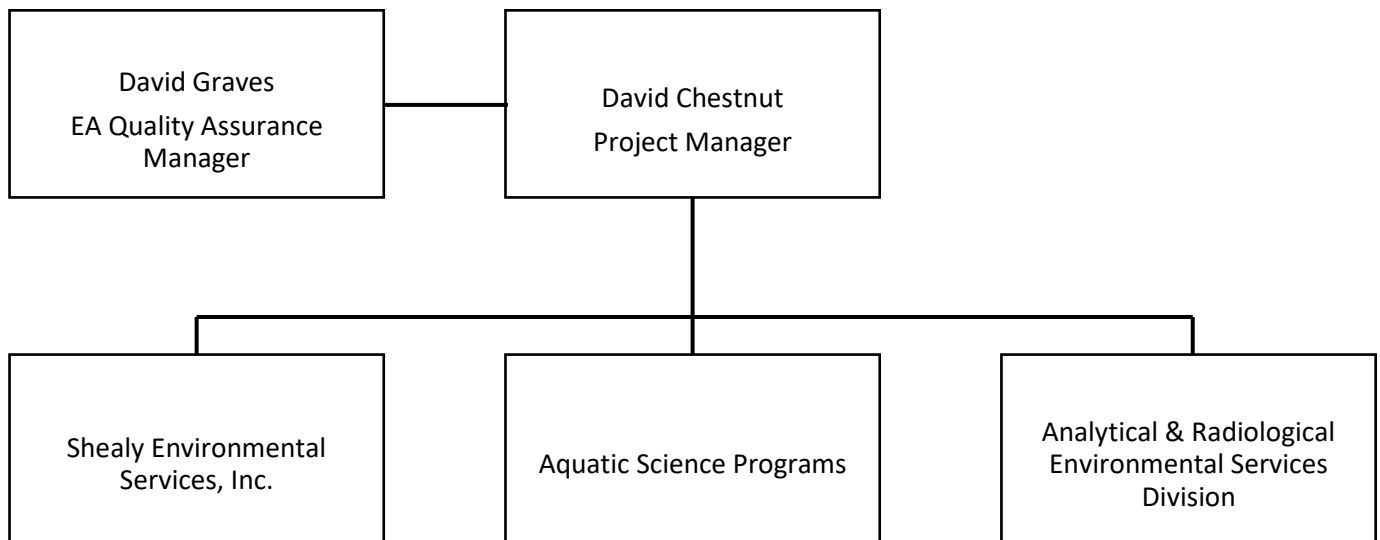 David Graves
EA Quality Assurance
Manager
David Chestnut
Project Manager
Shealy Environmental
Services, Inc.
Aquatic Science Programs
Analytical & Radiological
Environmental Services
Division